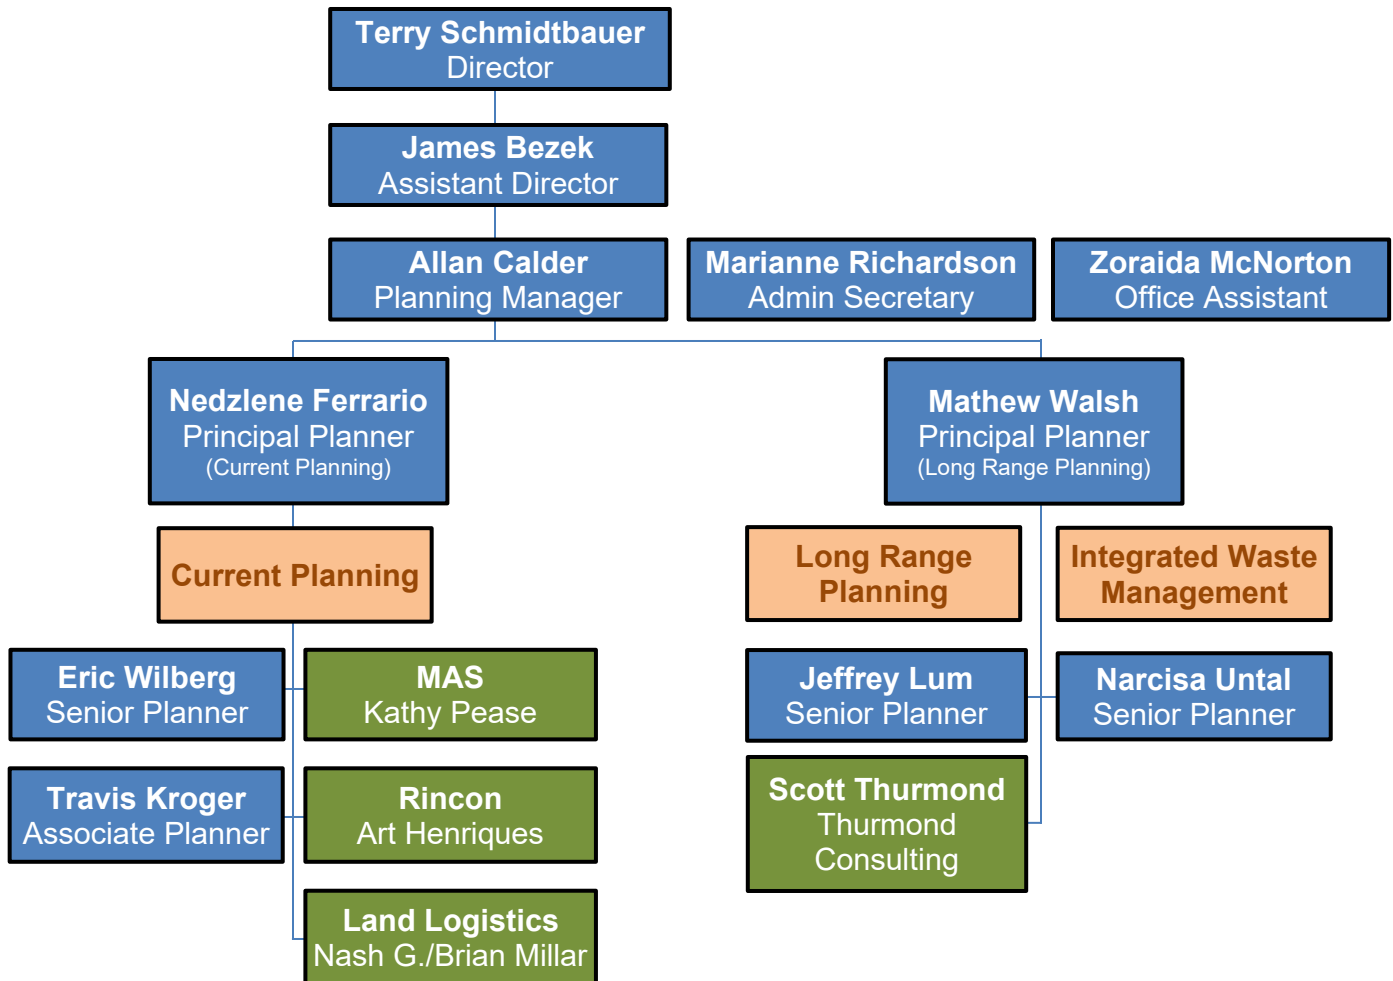 Terry Schmidtbauer
Director
James Bezek
Assistant Director
Allan Calder
Planning Manager
Marianne Richardson
Admin Secretary
Zoraida McNorton
Office Assistant
Nedzlene Ferrario
Principal Planner
(Current Planning)
Mathew Walsh
Principal Planner
(Long Range Planning)
Current Planning
Long Range
Planning
Integrated Waste
Management
Eric Wilberg
Senior Planner
MAS
Kathy Pease
Jeffrey Lum
Senior Planner
Narcisa Untal
Senior Planner
Travis Kroger
Associate Planner
Rincon
Art Henriques
Scott Thurmond
Thurmond
Consulting
Land Logistics
Nash G./Brian Millar